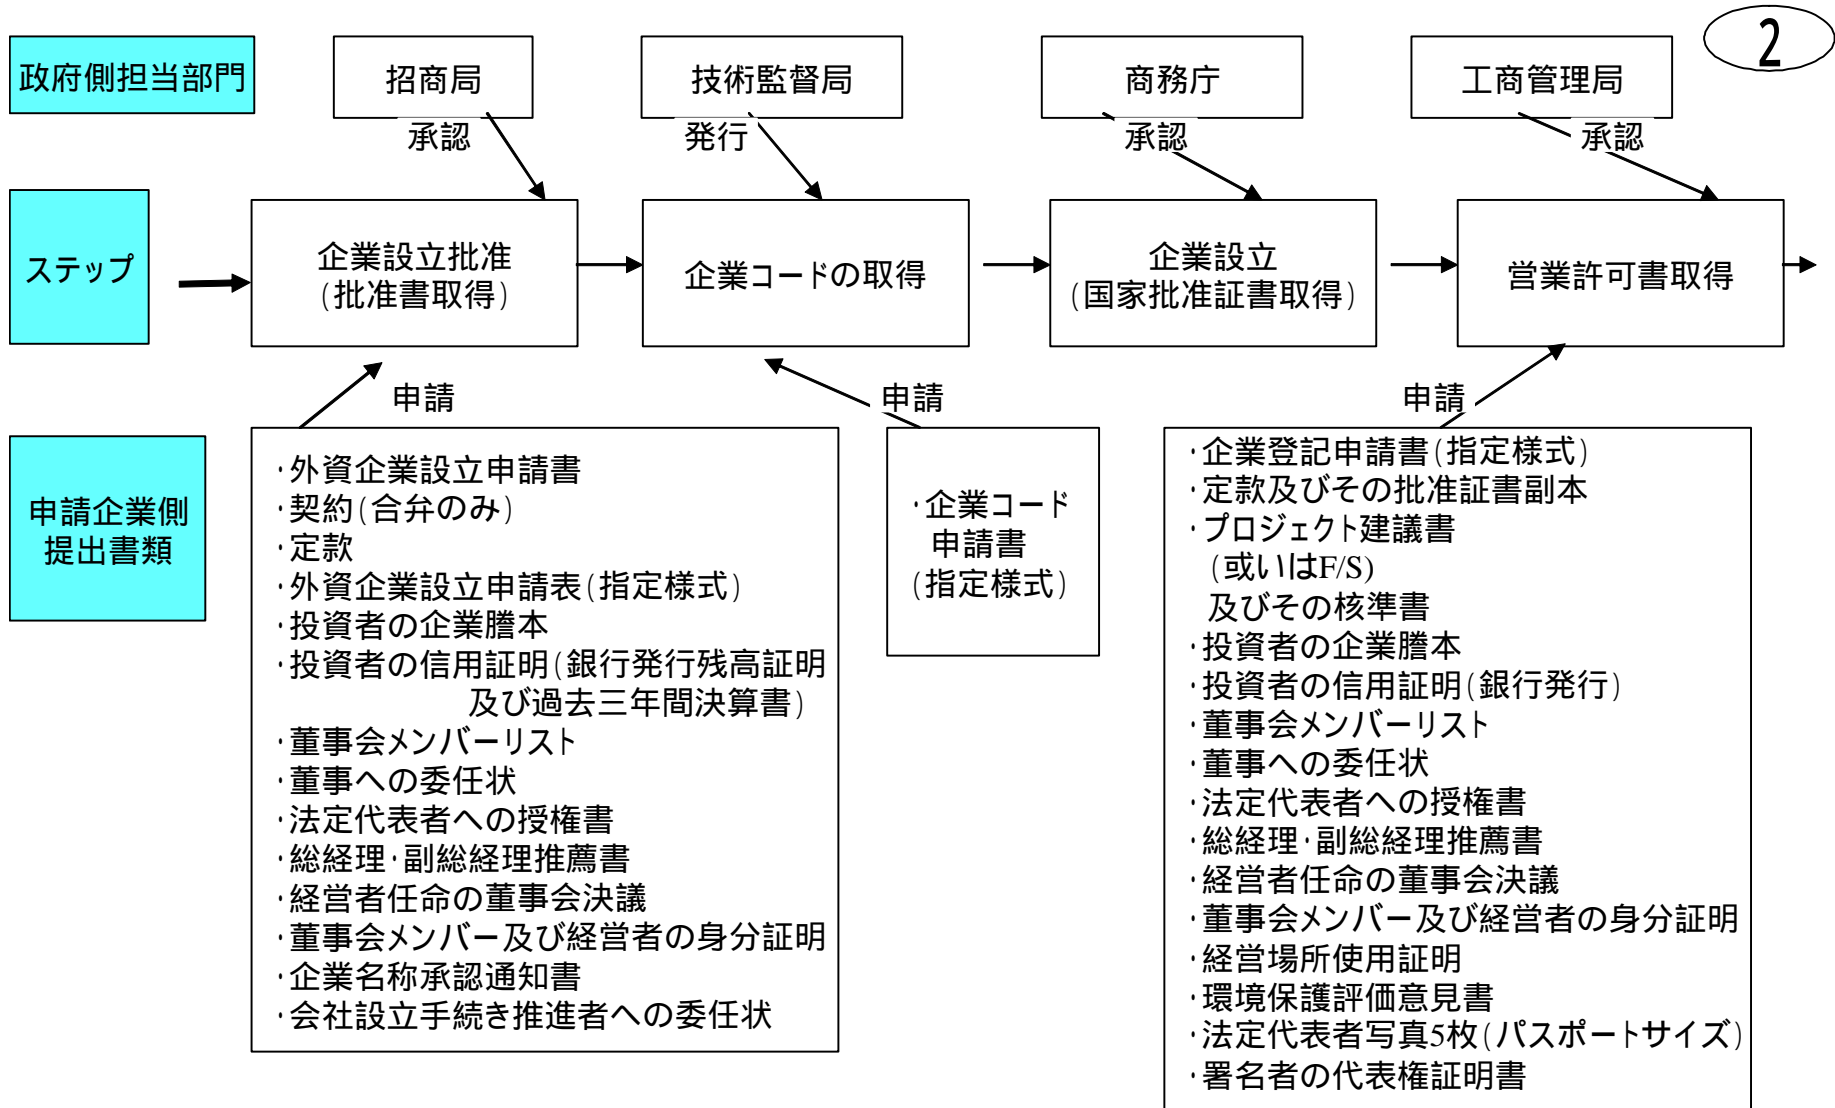 2
政府側担当部門
招商局
技術監督局
商務庁
工商管理局
承認
発行
承認
承認
ステップ
企業設立批准
(批准書取得)
企業コードの取得
企業設立
(国家批准証書取得)
営業許可書取得
申請
申請
申請
申請企業側
提出書類
･外資企業設立申請書
･契約(合弁のみ)
･定款
･外資企業設立申請表(指定様式)
･投資者の企業謄本
･投資者の信用証明(銀行発行残高証明
及び過去三年間決算書)
･董事会メンバーリスト
･董事への委任状
･法定代表者への授権書
･総経理･副総経理推薦書
･経営者任命の董事会決議
･董事会メンバー及び経営者の身分証明
･企業名称承認通知書
･会社設立手続き推進者への委任状
･企業コード
申請書
(指定様式)
･企業登記申請書(指定様式)
･定款及びその批准証書副本
･プロジェクト建議書
(或いはF/S)
及びその核準書
･投資者の企業謄本
･投資者の信用証明(銀行発行)
･董事会メンバーリスト
･董事への委任状
･法定代表者への授権書
･総経理･副総経理推薦書
･経営者任命の董事会決議
･董事会メンバー及び経営者の身分証明
･経営場所使用証明
･環境保護評価意見書
･法定代表者写真5枚(パスポートサイズ)
･署名者の代表権証明書